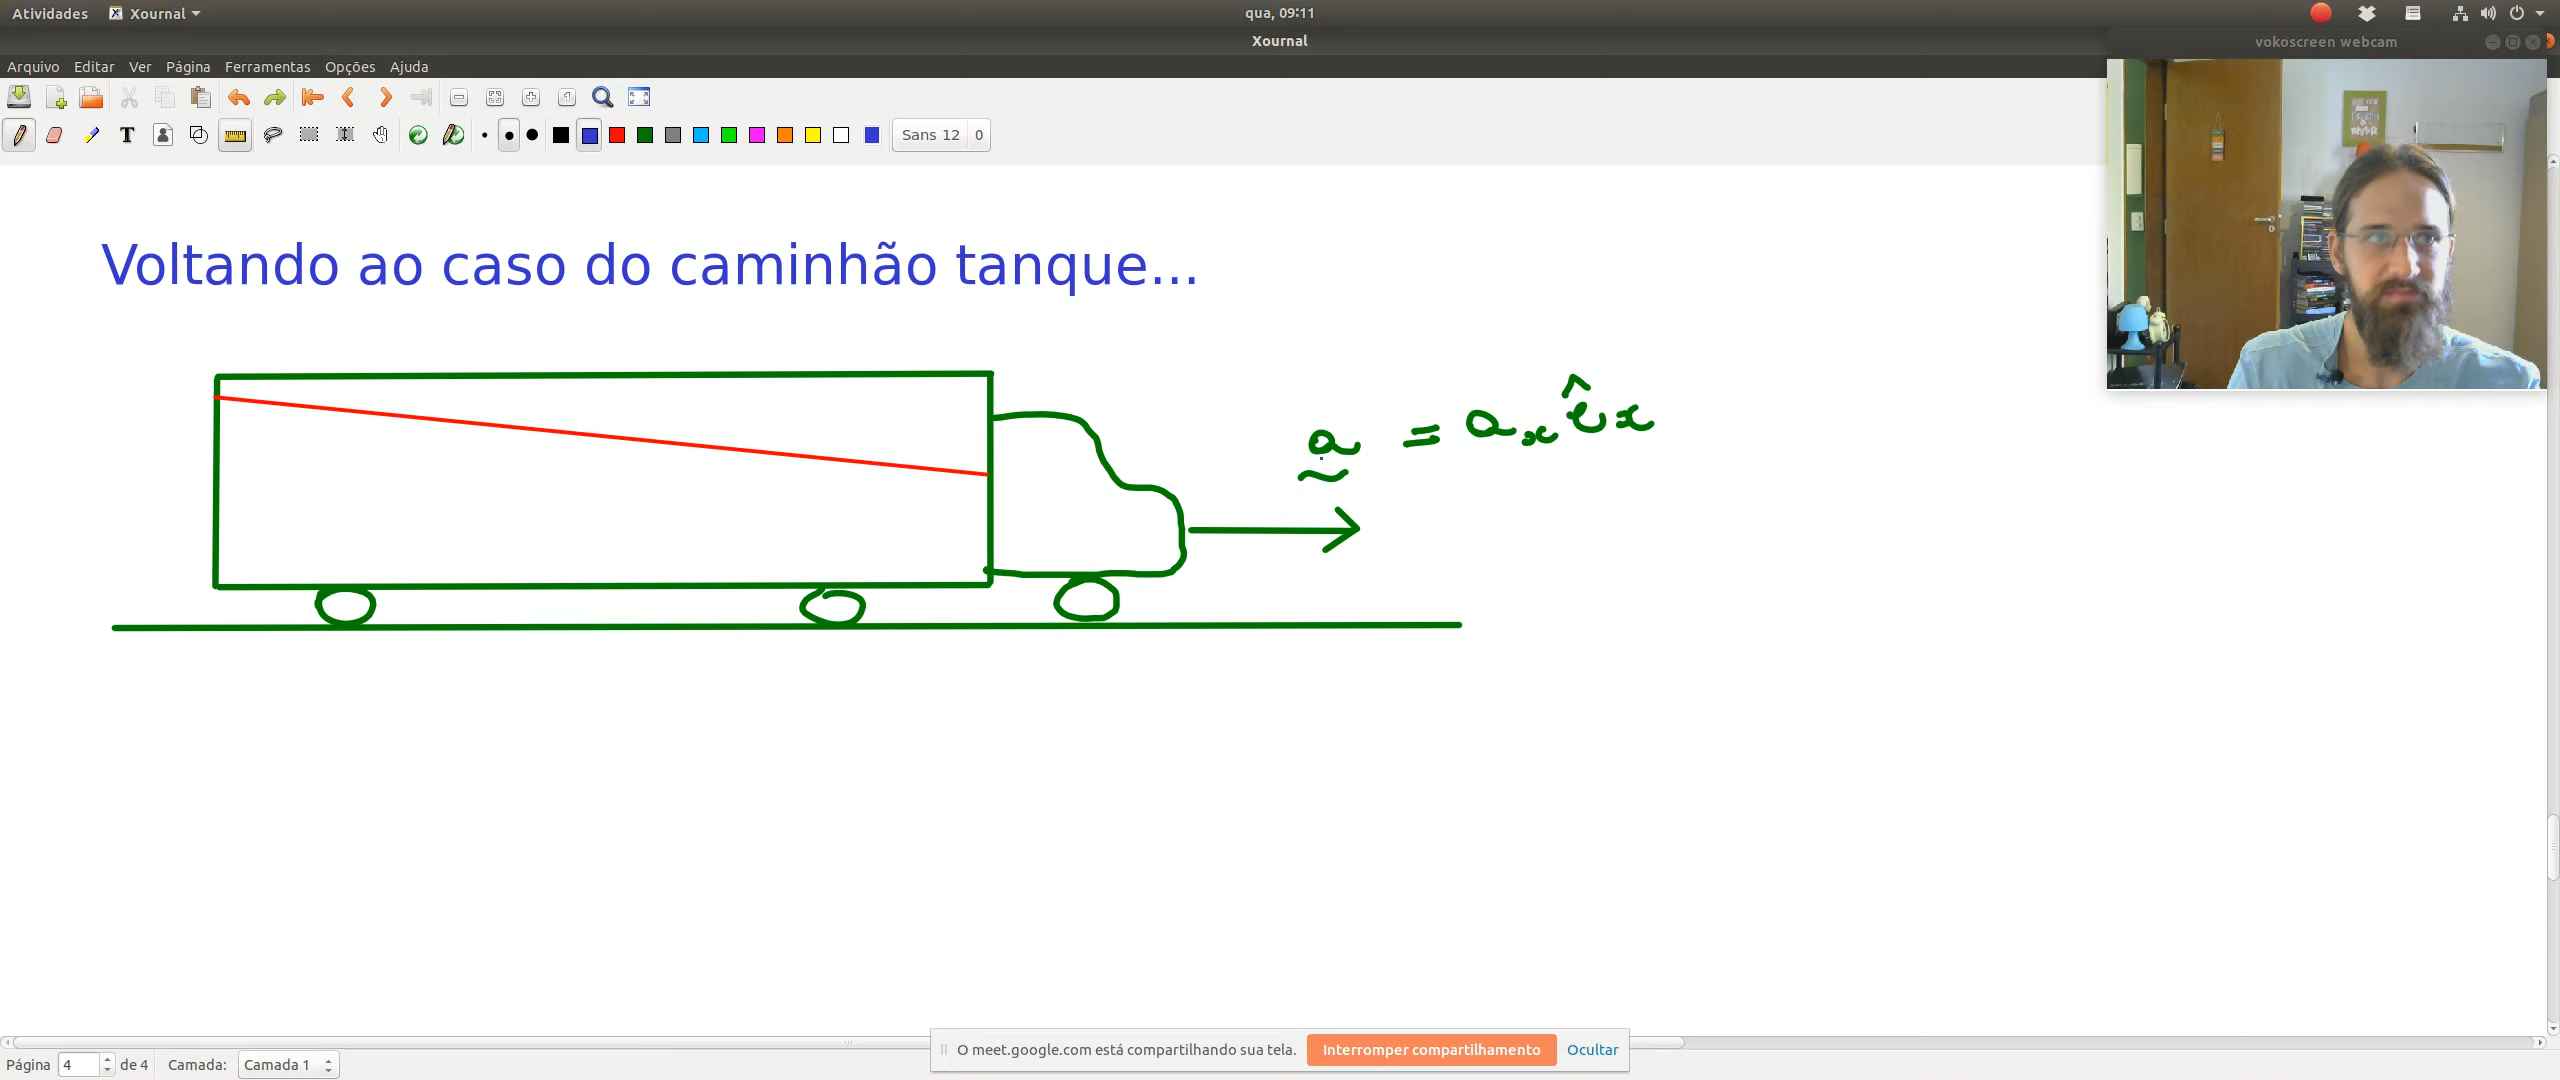 Atividades Xournal qua, 09:11
Xournal
vokoscreen webcam
Arquivo Editar Ver Página Ferramentas Opções Ajuda
T Sans 12 0
Voltando ao caso do caminhão tanque...
a = aₓ êx
O meet.google.com está compartilhando sua tela. Interromper compartilhamento Ocultar
Página 4 de 4 Camada: Camada 1